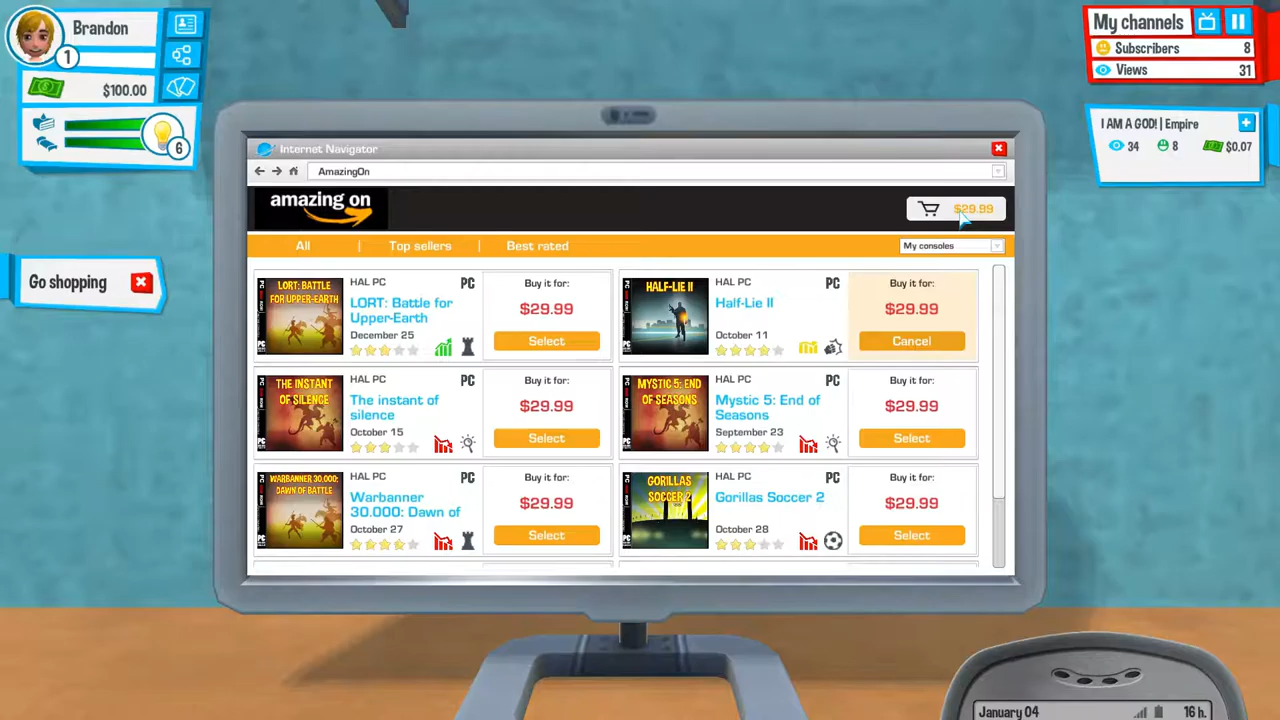 Brandon
1
$100.00
6
Go shopping
My channels
Subscribers 8
Views 31
I AM A GOD! | Empire
34 8 $0.07
Internet Navigator
AmazingOn
amazing on
$29.99
All | Top sellers | Best rated
My consoles
LORT: BATTLE
FOR UPPER-EARTH
HAL PC PC
LORT: Battle for
Upper-Earth
December 25
Buy it for:
$29.99
Select
HALF-LIE II
HAL PC PC
Half-Lie II
October 11
Buy it for:
$29.99
Cancel
THE INSTANT
OF SILENCE
HAL PC PC
The instant of
silence
October 15
Buy it for:
$29.99
Select
MYSTIC 5: END
OF SEASONS
HAL PC PC
Mystic 5: End of
Seasons
September 23
Buy it for:
$29.99
Select
WARBANNER 30.000:
DAWN OF BATTLE
HAL PC PC
Warbanner
30.000: Dawn of
October 27
Buy it for:
$29.99
Select
GORILLAS
SOCCER 2
HAL PC PC
Gorillas Soccer 2
October 28
Buy it for:
$29.99
Select
January 04 16 h.